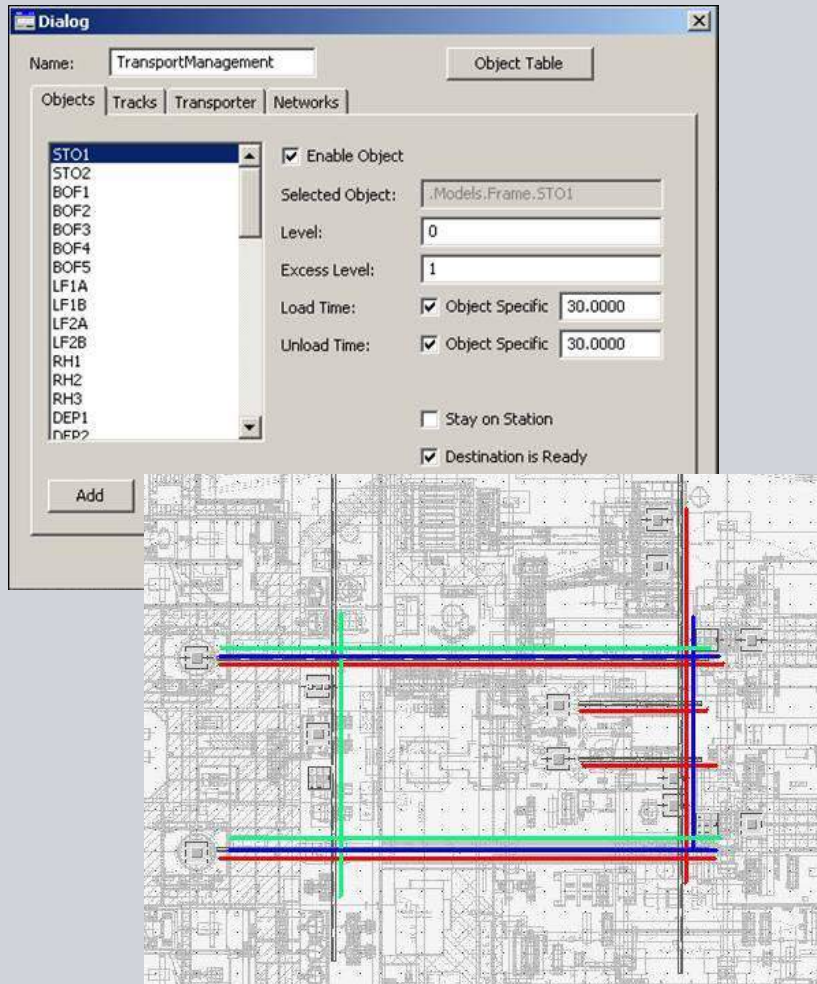 Dialog
Name: TransportManagement Object Table
Objects Tracks Transporter Networks
STO1
STO2
BOF1
BOF2
BOF3
BOF4
BOF5
LF1A
LF1B
LF2A
LF2B
RH1
RH2
RH3
DEP1
DEP2
Enable Object
Selected Object: .Models.Frame.STO1
Level: 0
Excess Level: 1
Load Time: Object Specific 30.0000
Unload Time: Object Specific 30.0000
Stay on Station
Destination is Ready
Add